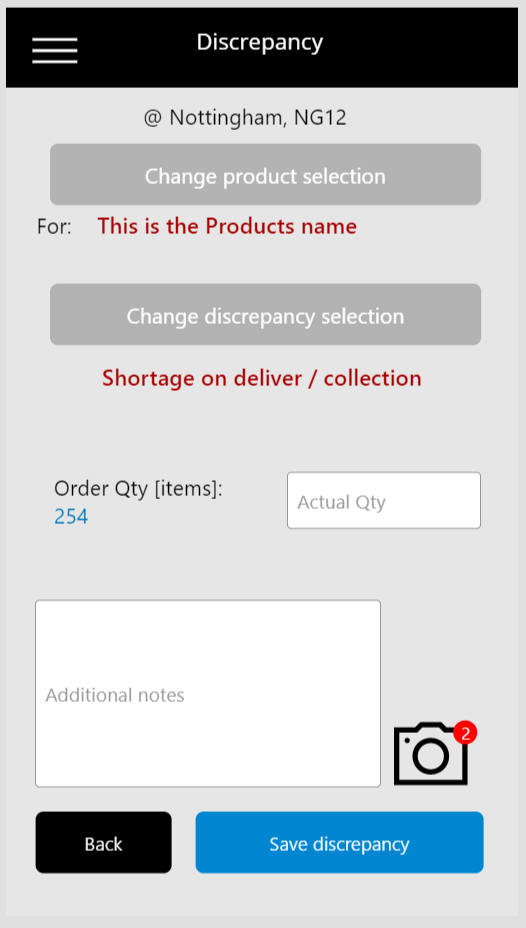 Discrepancy
@ Nottingham, NG12
Change product selection
For: This is the Products name
Change discrepancy selection
Shortage on deliver / collection
Order Qty [items]:
254
Actual Qty
Additional notes
2
Back
Save discrepancy